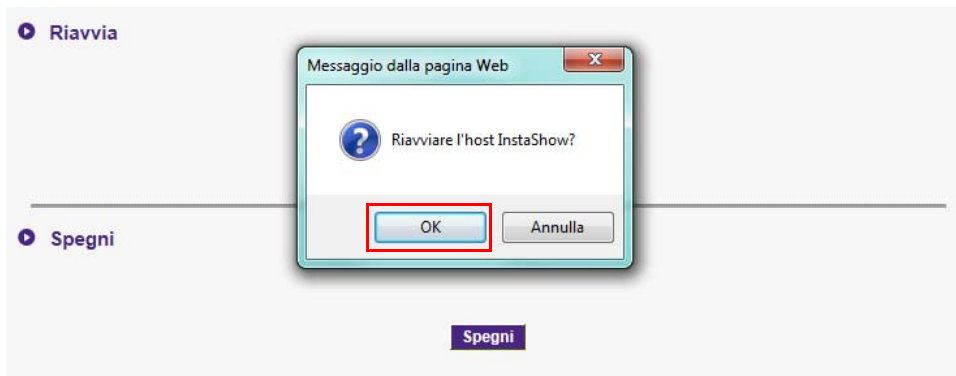 Riavvia
Messaggio dalla pagina Web
Riavviare l'host InstaShow?
OK
Annulla
Spegni
Spegni